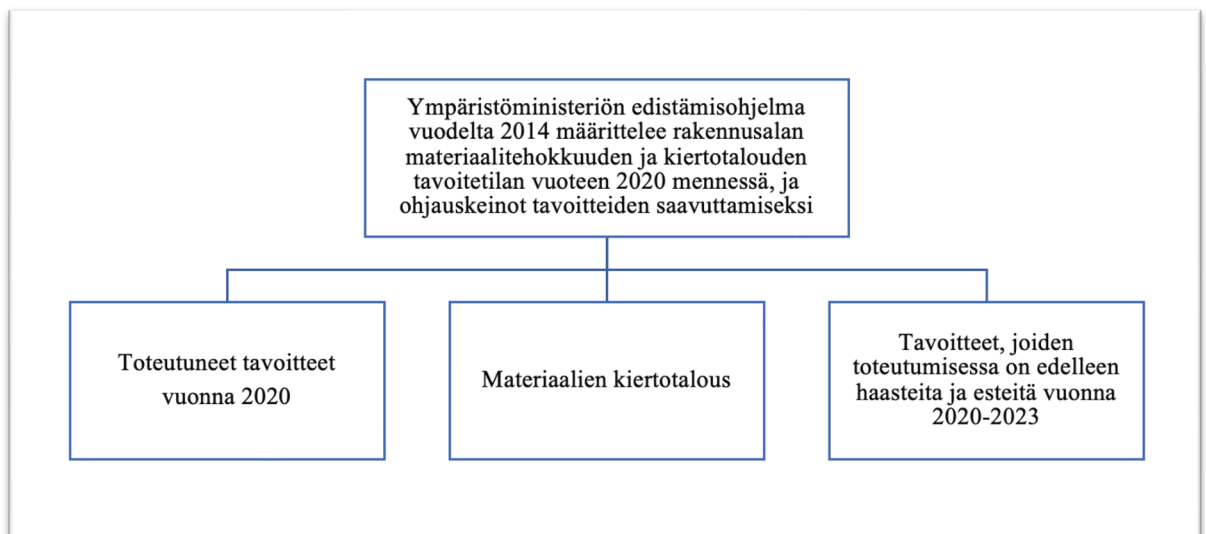 Ympäristöministeriön edistämisohjelma
vuodelta 2014 määrittelee rakennusalan
materiaalitehokkuuden ja kiertotalouden
tavoitetilan vuoteen 2020 mennessä, ja
ohjauskeinot tavoitteiden saavuttamiseksi
Toteutuneet tavoitteet
vuonna 2020
Materiaalien kiertotalous
Tavoitteet, joiden
toteutumisessa on edelleen
haasteita ja esteitä vuonna
2020-2023